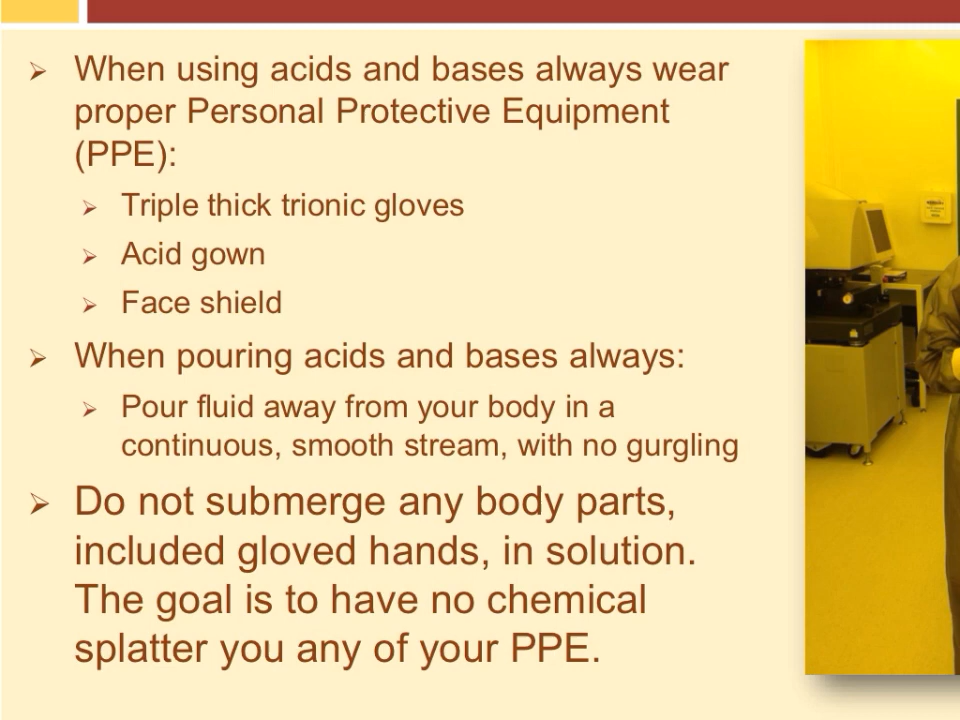 When using acids and bases always wear
proper Personal Protective Equipment
(PPE):
Triple thick trionic gloves
Acid gown
Face shield
When pouring acids and bases always:
Pour fluid away from your body in a
continuous, smooth stream, with no gurgling
Do not submerge any body parts,
included gloved hands, in solution.
The goal is to have no chemical
splatter you any of your PPE.